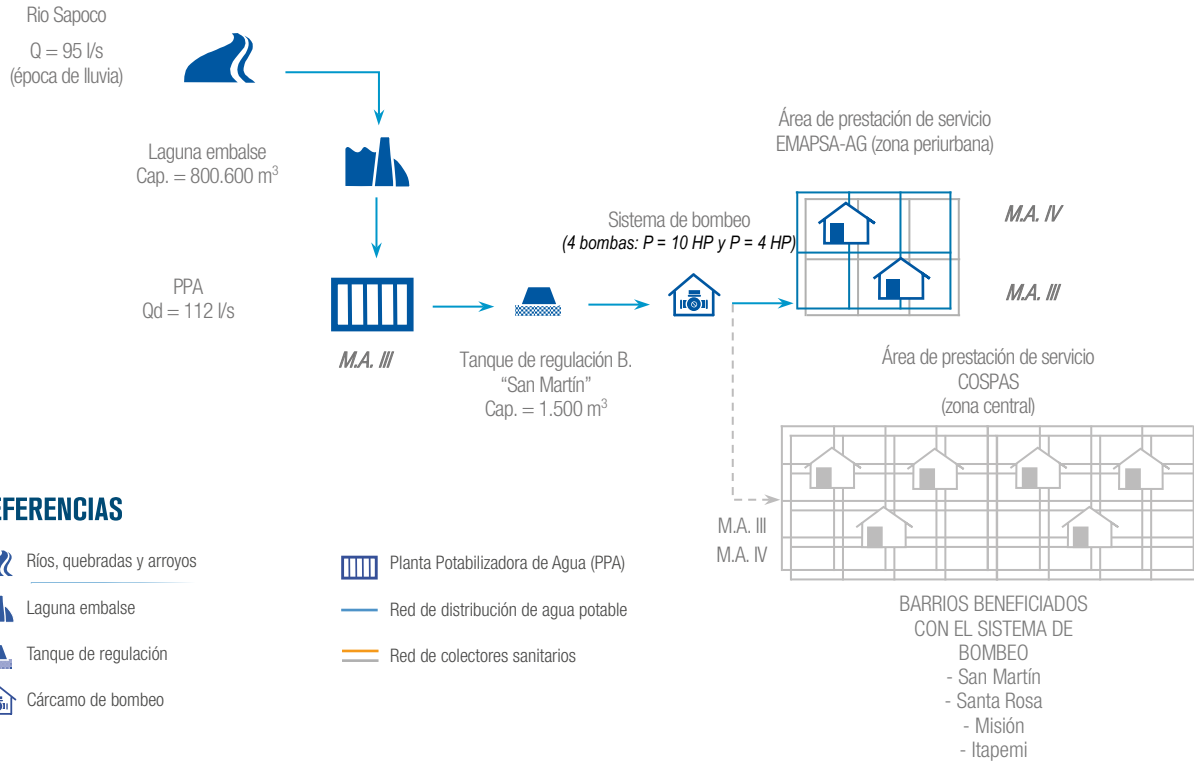 Rio Sapoco
Q = 95 l/s
(época de lluvia)
Laguna embalse
Cap. = 800.600 m³
PPA
Qd = 112 l/s
M.A. III
Tanque de regulación B.
“San Martín”
Cap. = 1.500 m³
Sistema de bombeo
(4 bombas: P = 10 HP y P = 4 HP)
Área de prestación de servicio
EMAPSA-AG (zona periurbana)
M.A. IV
M.A. III
Área de prestación de servicio
COSPAS
(zona central)
M.A. III
M.A. IV
BARRIOS BENEFICIADOS
CON EL SISTEMA DE
BOMBEO
- San Martín
- Santa Rosa
- Misión
- Itapemi
EFERENCIAS
Ríos, quebradas y arroyos
Laguna embalse
Tanque de regulación
Cárcamo de bombeo
Planta Potabilizadora de Agua (PPA)
Red de distribución de agua potable
Red de colectores sanitarios